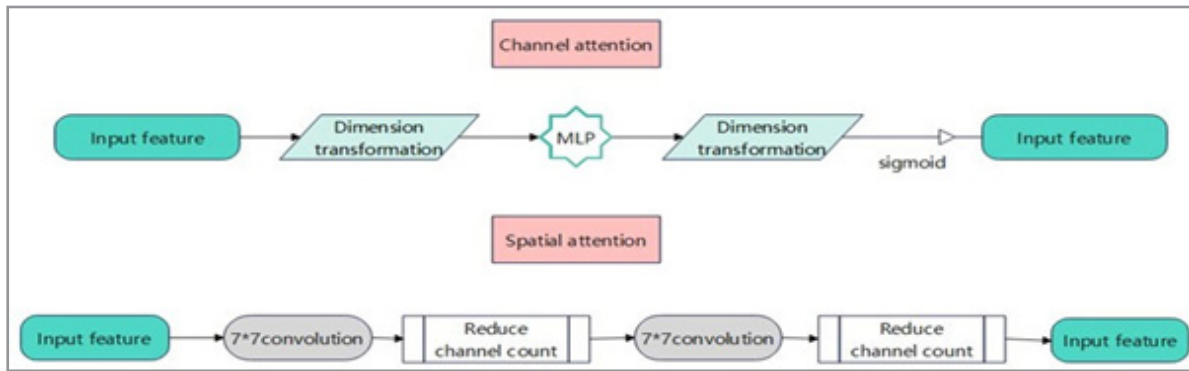 Channel attention
Input feature
Dimension
transformation
MLP
Dimension
transformation
sigmoid
Input feature
Spatial attention
Input feature
7*7convolution
Reduce
channel count
7*7convolution
Reduce
channel count
Input feature